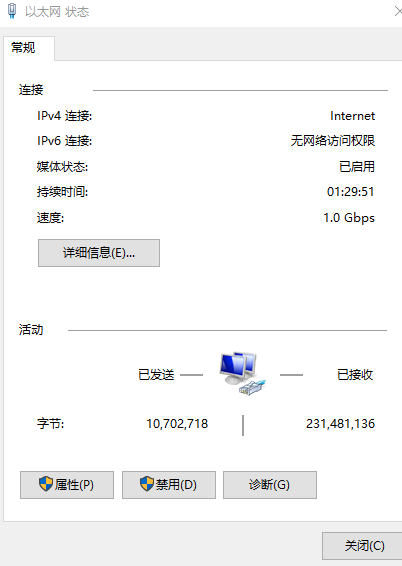 以太网 状态
常规
连接
IPv4 连接: Internet
IPv6 连接: 无网络访问权限
媒体状态: 已启用
持续时间: 01:29:51
速度: 1.0 Gbps
详细信息(E)...
活动
已发送 已接收
字节: 10,702,718 231,481,136
属性(P) 禁用(D) 诊断(G)
关闭(C)